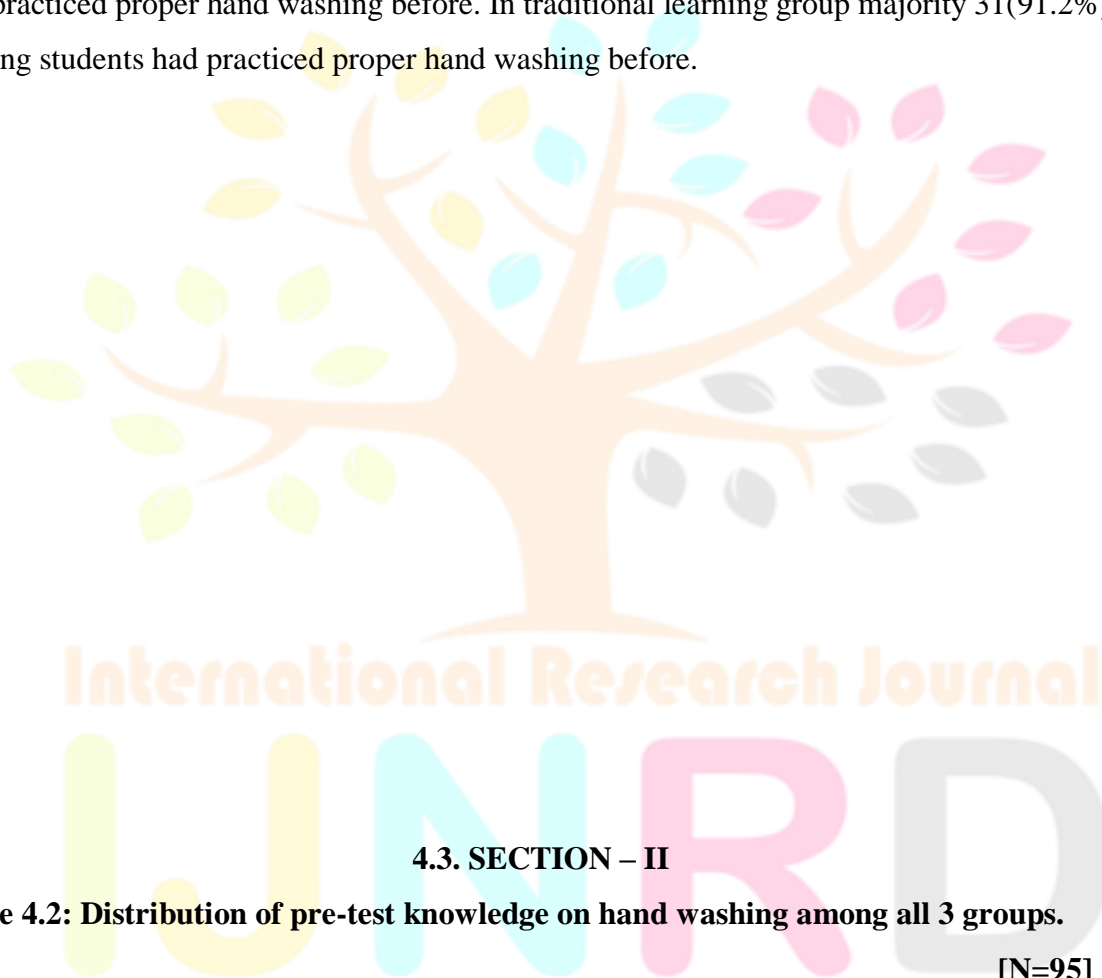 practiced proper hand washing before. In traditional learning group majority 31(91.2%
ng students had practiced proper hand washing before.
International Research Journal
IJNRD
4.3. SECTION – II
e 4.2: Distribution of pre-test knowledge on hand washing among all 3 groups.
[N=95]